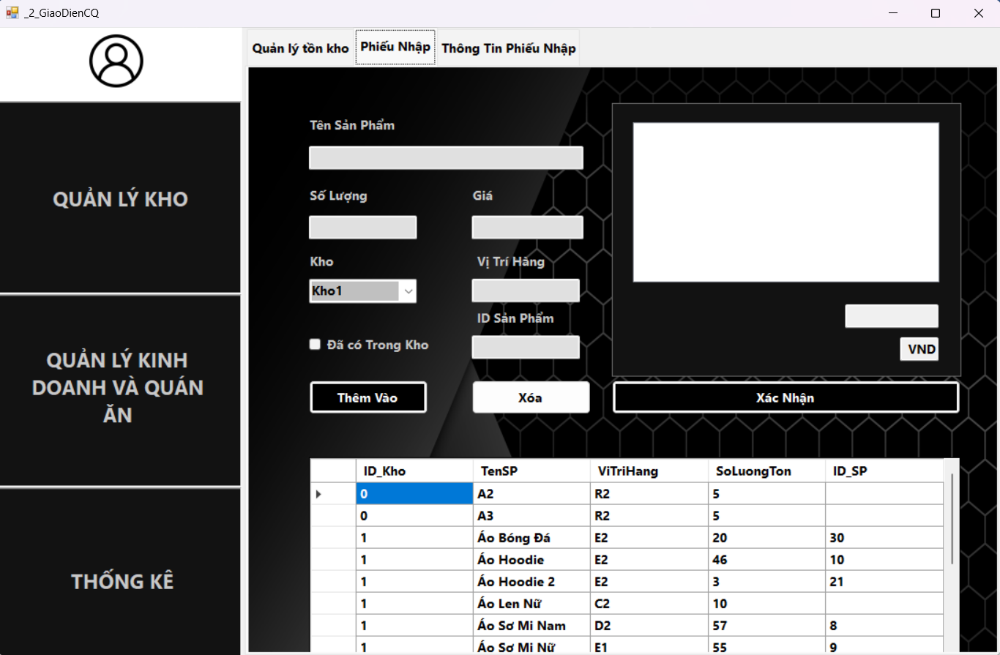 _2_GiaoDienCQ
Quản lý tồn kho
Phiếu Nhập
Thông Tin Phiếu Nhập
QUẢN LÝ KHO
QUẢN LÝ KINH
DOANH VÀ QUÁN
ĂN
THỐNG KÊ
Tên Sản Phẩm
Số Lượng
Giá
Kho
Vị Trí Hàng
Kho1
ID Sản Phẩm
Đã có Trong Kho
VND
Thêm Vào
Xóa
Xác Nhận
ID_Kho TenSP ViTriHang SoLuongTon ID_SP
0 A2 R2 5
0 A3 R2 5
1 Áo Bóng Đá E2 20 30
1 Áo Hoodie E2 46 10
1 Áo Hoodie 2 E2 3 21
1 Áo Len Nữ C2 10
1 Áo Sơ Mi Nam D2 57 8
1 Áo Sơ Mi Nữ E1 55 9